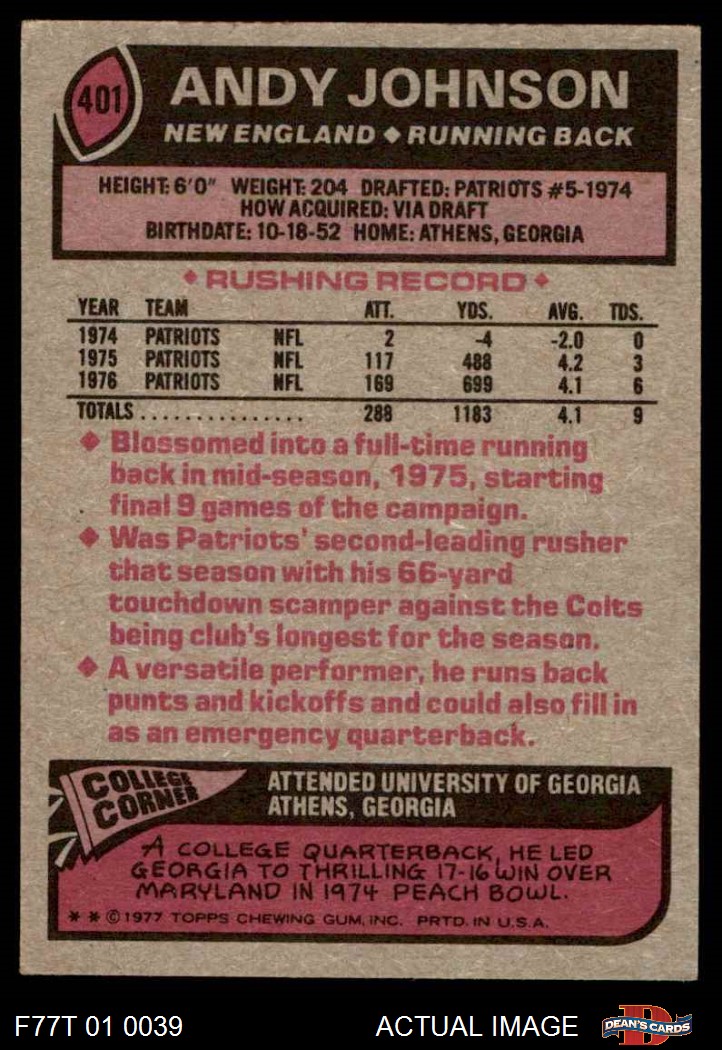 401
ANDY JOHNSON
NEW ENGLAND ◆ RUNNING BACK
HEIGHT: 6'0" WEIGHT: 204 DRAFTED: PATRIOTS #5-1974
HOW ACQUIRED: VIA DRAFT
BIRTHDATE: 10-18-52 HOME: ATHENS, GEORGIA
◆ RUSHING RECORD ◆
YEAR TEAM ATT. YDS. AVG. TDS.
1974 PATRIOTS NFL 2 -4 -2.0 0
1975 PATRIOTS NFL 117 488 4.2 3
1976 PATRIOTS NFL 169 699 4.1 6
TOTALS ............... 288 1183 4.1 9
◆ Blossomed into a full-time running
back in mid-season, 1975, starting
final 9 games of the campaign.
◆ Was Patriots' second-leading rusher
that season with his 66-yard
touchdown scamper against the Colts
being club's longest for the season.
◆ A versatile performer, he runs back
punts and kickoffs and could also fill in
as an emergency quarterback.
COLLEGE
CORNER
ATTENDED UNIVERSITY OF GEORGIA
ATHENS, GEORGIA
A COLLEGE QUARTERBACK, HE LED
GEORGIA TO THRILLING 17-16 WIN OVER
MARYLAND IN 1974 PEACH BOWL.
* * © 1977 TOPPS CHEWING GUM, INC. PRTD. IN U.S.A.
F77T 01 0039
ACTUAL IMAGE
D
DEAN'S CARDS